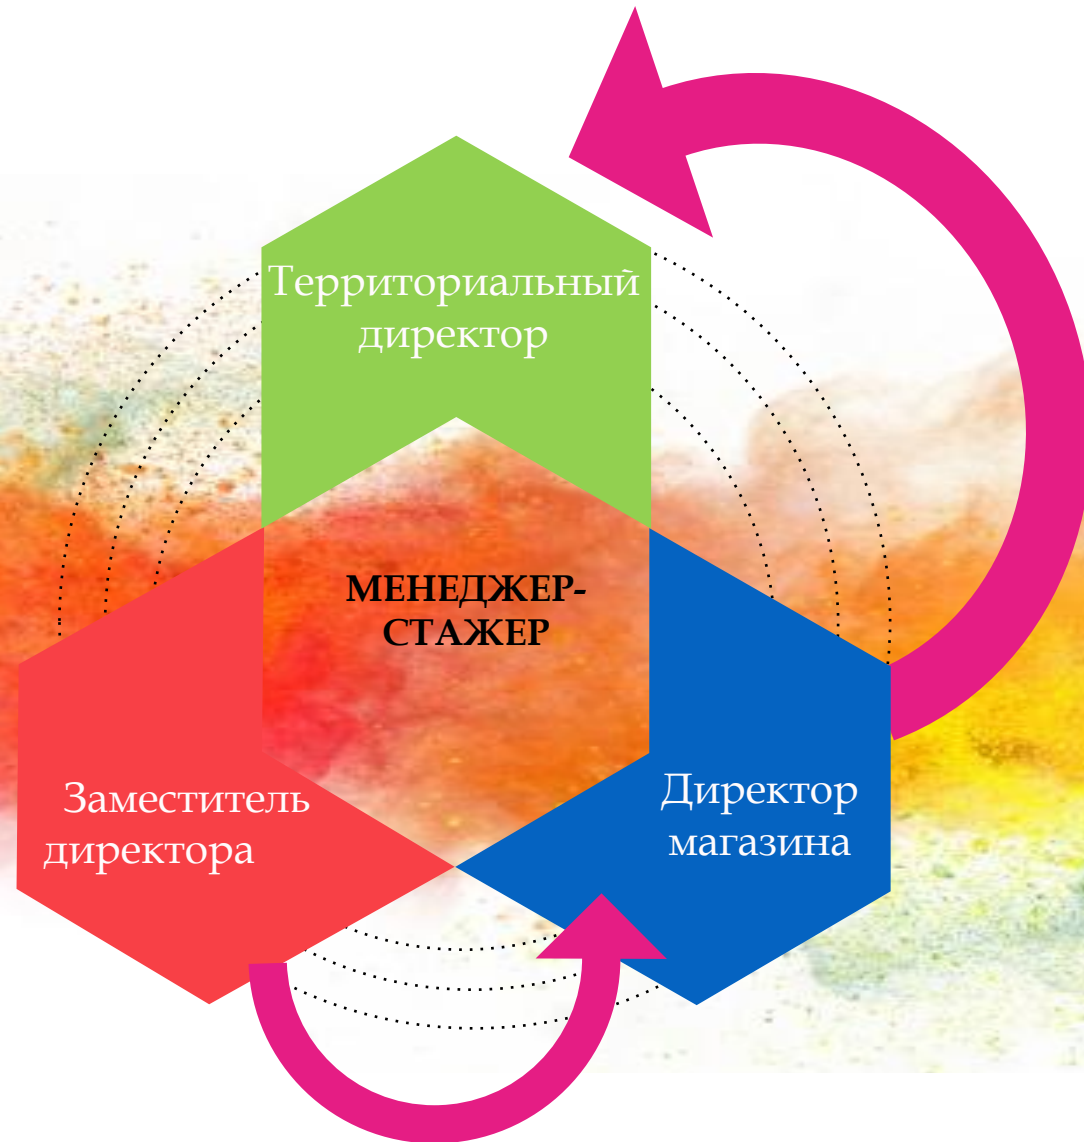 Территориальный
директор
МЕНЕДЖЕР-
СТАЖЕР
Заместитель
директора
Директор
магазина